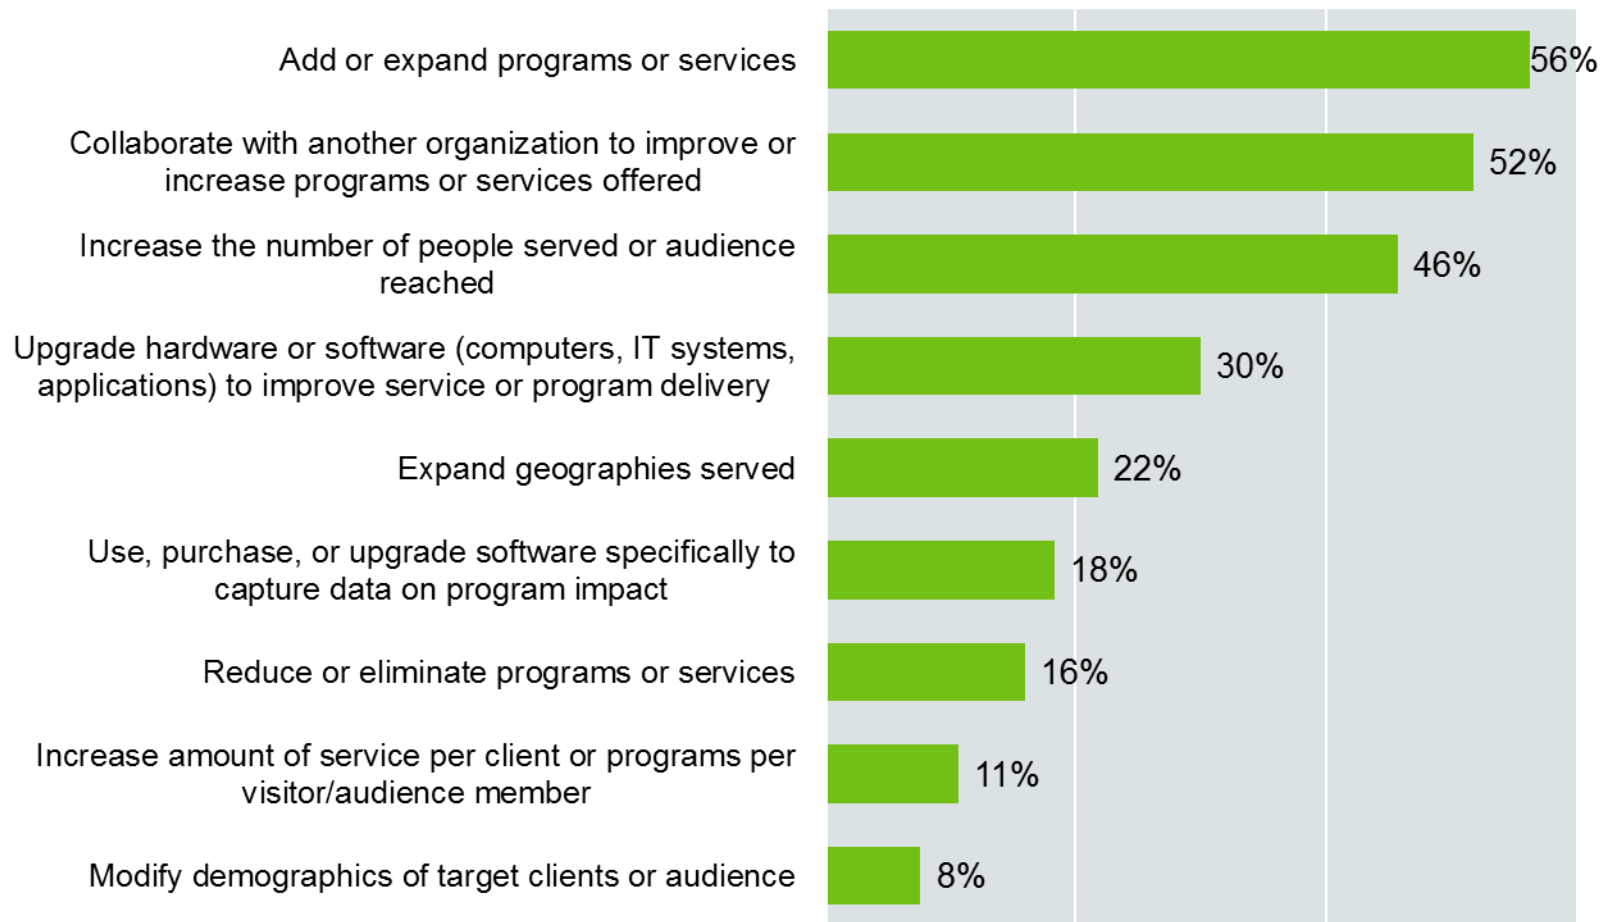 Add or expand programs or services
56%
Collaborate with another organization to improve or
increase programs or services offered
52%
Increase the number of people served or audience
reached
46%
Upgrade hardware or software (computers, IT systems,
applications) to improve service or program delivery
30%
Expand geographies served
22%
Use, purchase, or upgrade software specifically to
capture data on program impact
18%
Reduce or eliminate programs or services
16%
Increase amount of service per client or programs per
visitor/audience member
11%
Modify demographics of target clients or audience
8%